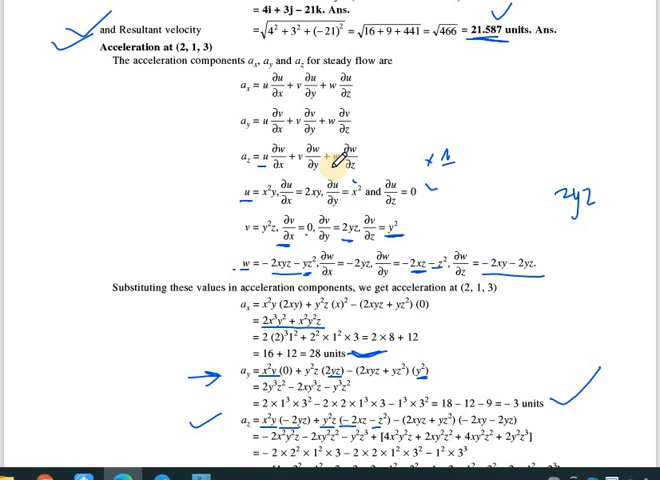 = 4i + 3j – 21k. Ans.
and Resultant velocity = √4² + 3² + (–21)² = √16 + 9 + 441 = √466 = 21.587 units. Ans.
Acceleration at (2, 1, 3)
The acceleration components aₓ, a_y and a_z for steady flow are
aₓ = u ∂u/∂x + v ∂u/∂y + w ∂u/∂z
a_y = u ∂v/∂x + v ∂v/∂y + w ∂v/∂z
a_z = u ∂w/∂x + v ∂w/∂y + w ∂w/∂z
u = x²y, ∂u/∂x = 2xy, ∂u/∂y = x² and ∂u/∂z = 0
2yz
v = y²z, ∂v/∂x = 0, ∂v/∂y = 2yz, ∂v/∂z = y²
w = – 2xyz – yz², ∂w/∂x = –2yz, ∂w/∂y = –2xz – z², ∂w/∂z = – 2xy – 2yz.
Substituting these values in acceleration components, we get acceleration at (2, 1, 3)
aₓ = x²y (2xy) + y²z (x)² – (2xyz + yz²) (0)
= 2x³y² + x²y²z
= 2 (2)³1² + 2² × 1² × 3 = 2 × 8 + 12
= 16 + 12 = 28 units
a_y = x²y (0) + y²z (2yz) – (2xyz + yz²) (y²)
= 2y³z² – 2xy³z – y³z²
= 2 × 1³ × 3² – 2 × 2 × 1³ × 3 – 1³ × 3² = 18 – 12 – 9 = – 3 units
a_z = x²y (– 2yz) + y²z (– 2xz – z²) – (2xyz + yz²) (– 2xy – 2yz)
= – 2x²y²z – 2xy²z² – y²z³ + [4x²y²z + 2xy²z² + 4xy²z² + 2y²z³]
= – 2 × 2² × 1² × 3 – 2 × 2 × 1² × 3² – 1² × 3³